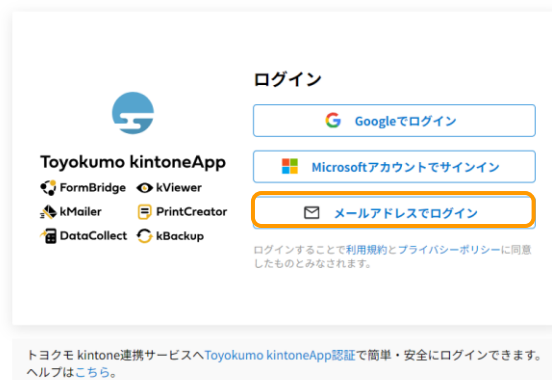 ログイン
Googleでログイン
Microsoftアカウントでサインイン
メールアドレスでログイン
ログインすることで利用規約とプライバシーポリシーに同意
したものとみなされます。
Toyokumo kintoneApp
FormBridge kViewer
kMailer PrintCreator
DataCollect kBackup
トヨクモ kintone連携サービスへToyokumo kintoneApp認証で簡単・安全にログインできます。
ヘルプはこちら。